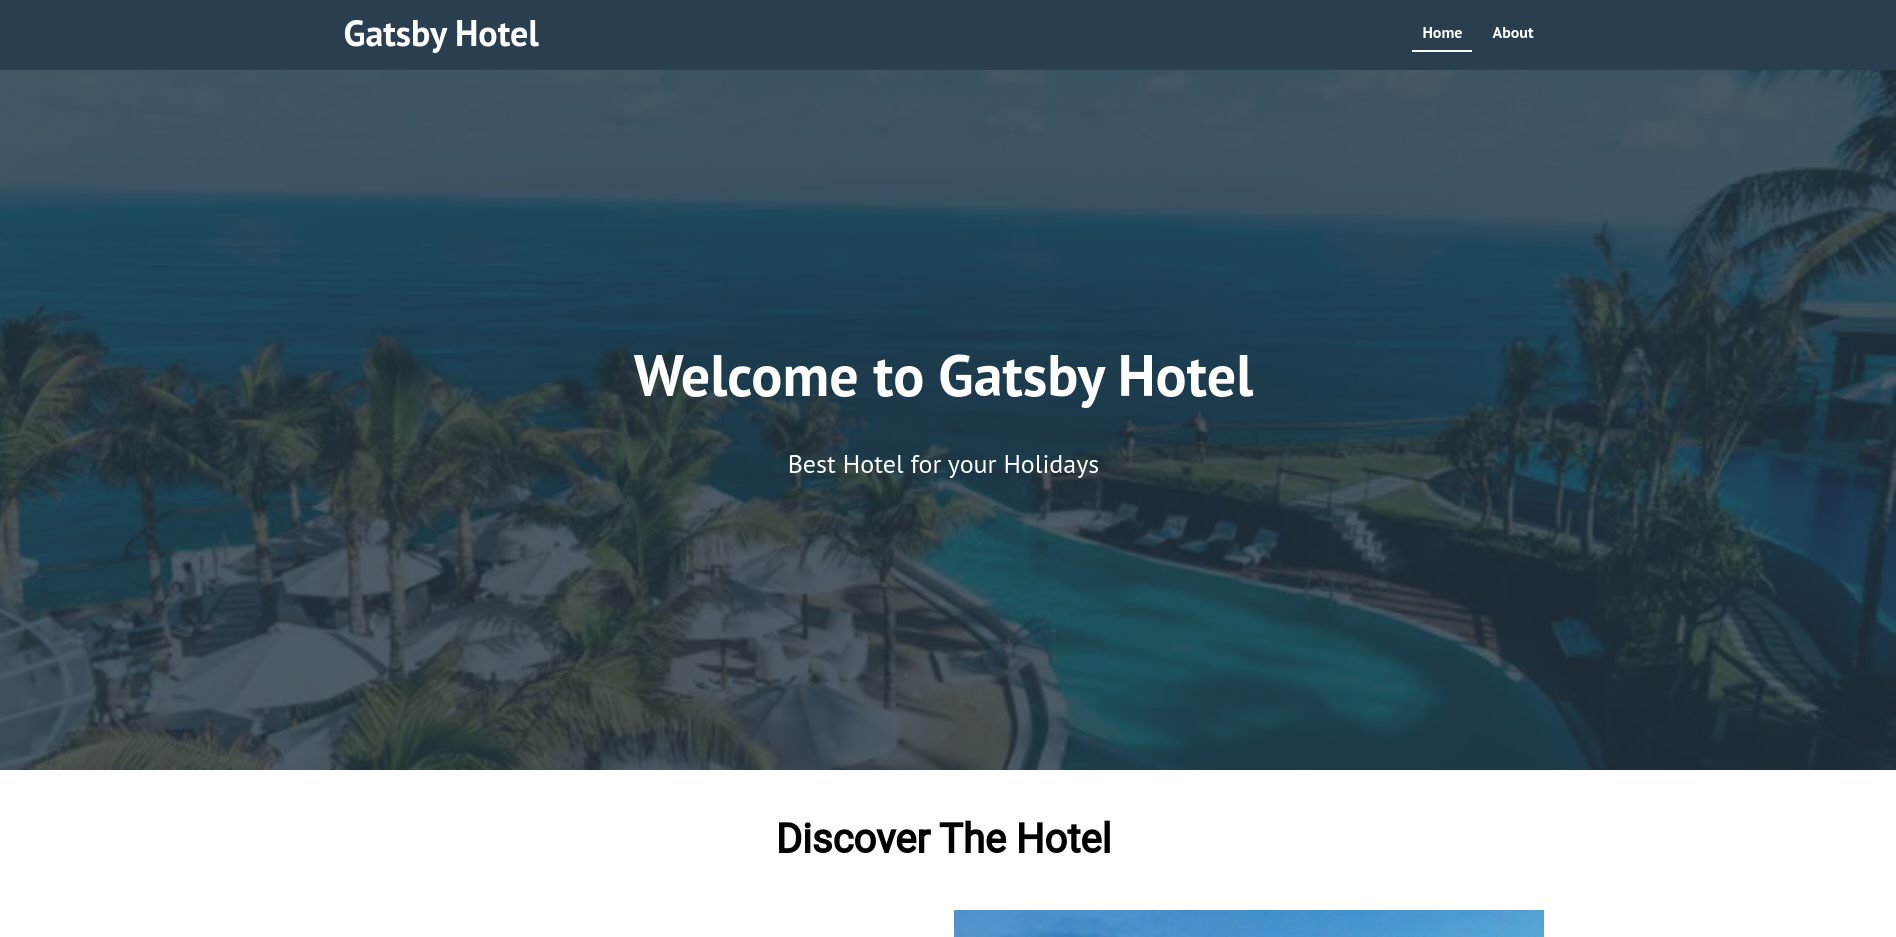 Gatsby Hotel
Home About
Welcome to Gatsby Hotel
Best Hotel for your Holidays
Discover The Hotel